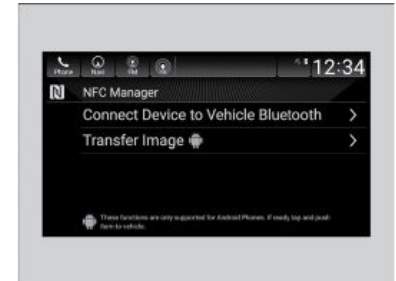 Phone Navi FM
12:34
NFC Manager
Connect Device to Vehicle Bluetooth
Transfer Image
These functions are only supported for Android Phones. If ready, tap and push
item to vehicle.